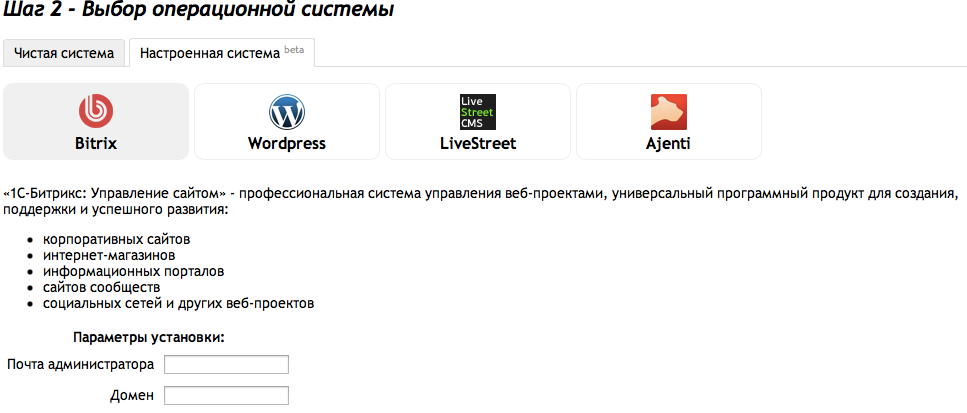 Шаг 2 - Выбор операционной системы
Чистая система
Настроенная система beta
Live
Street
CMS
Bitrix
Wordpress
LiveStreet
Ajenti
«1С-Битрикс: Управление сайтом» - профессиональная система управления веб-проектами, универсальный программный продукт для создания,
поддержки и успешного развития:
• корпоративных сайтов
• интернет-магазинов
• информационных порталов
• сайтов сообществ
• социальных сетей и других веб-проектов
Параметры установки:
Почта администратора
Домен